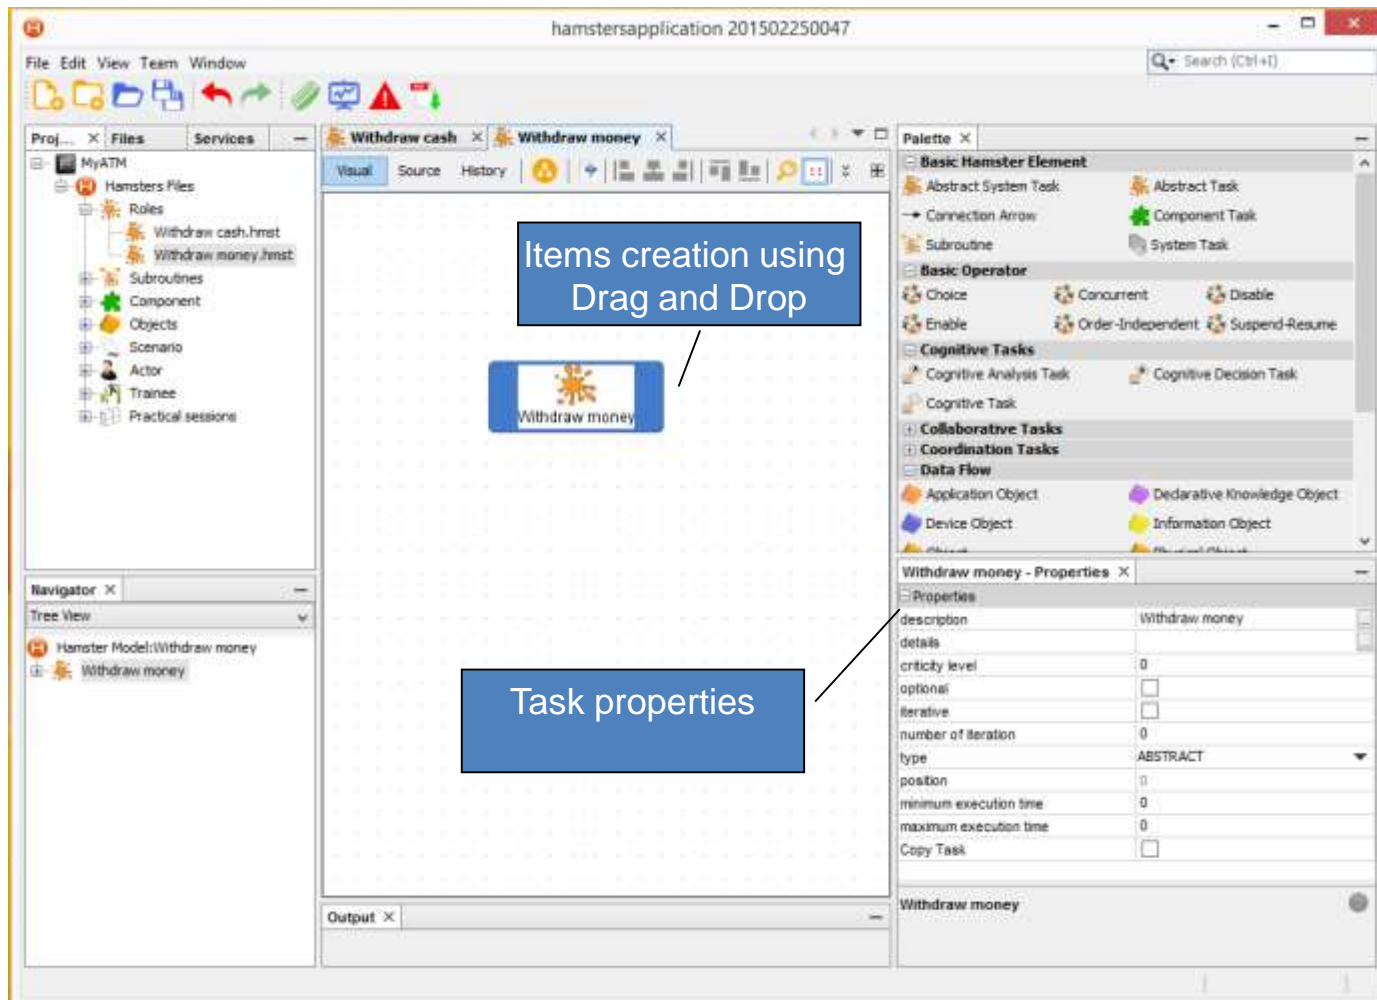 hamstersapplication 201502250047
File Edit View Team Window
Search (Ctrl+I)
Proj... Files Services
MyATM
Hamsters Files
Roles
Withdraw cash.hmst
Withdraw money.hmst
Subroutines
Component
Objects
Scenario
Actor
Trainee
Practical sessions
Navigator
Tree View
Hamster Model:Withdraw money
Withdraw money
Withdraw cash Withdraw money
Visual Source History
Items creation using
Drag and Drop
Withdraw money
Task properties
Output
Palette
Basic Hamster Element
Abstract System Task Abstract Task
Connection Arrow Component Task
Subroutine System Task
Basic Operator
Choice Concurrent Disable
Enable Order-Independent Suspend-Resume
Cognitive Tasks
Cognitive Analysis Task Cognitive Decision Task
Cognitive Task
Collaborative Tasks
Coordination Tasks
Data Flow
Application Object Declarative Knowledge Object
Device Object Information Object
Object Physical Object
Withdraw money - Properties
Properties
description Withdraw money
details
criticity level 0
optional
iterative
number of iteration 0
type ABSTRACT
position 0
minimum execution time 0
maximum execution time 0
Copy Task
Withdraw money